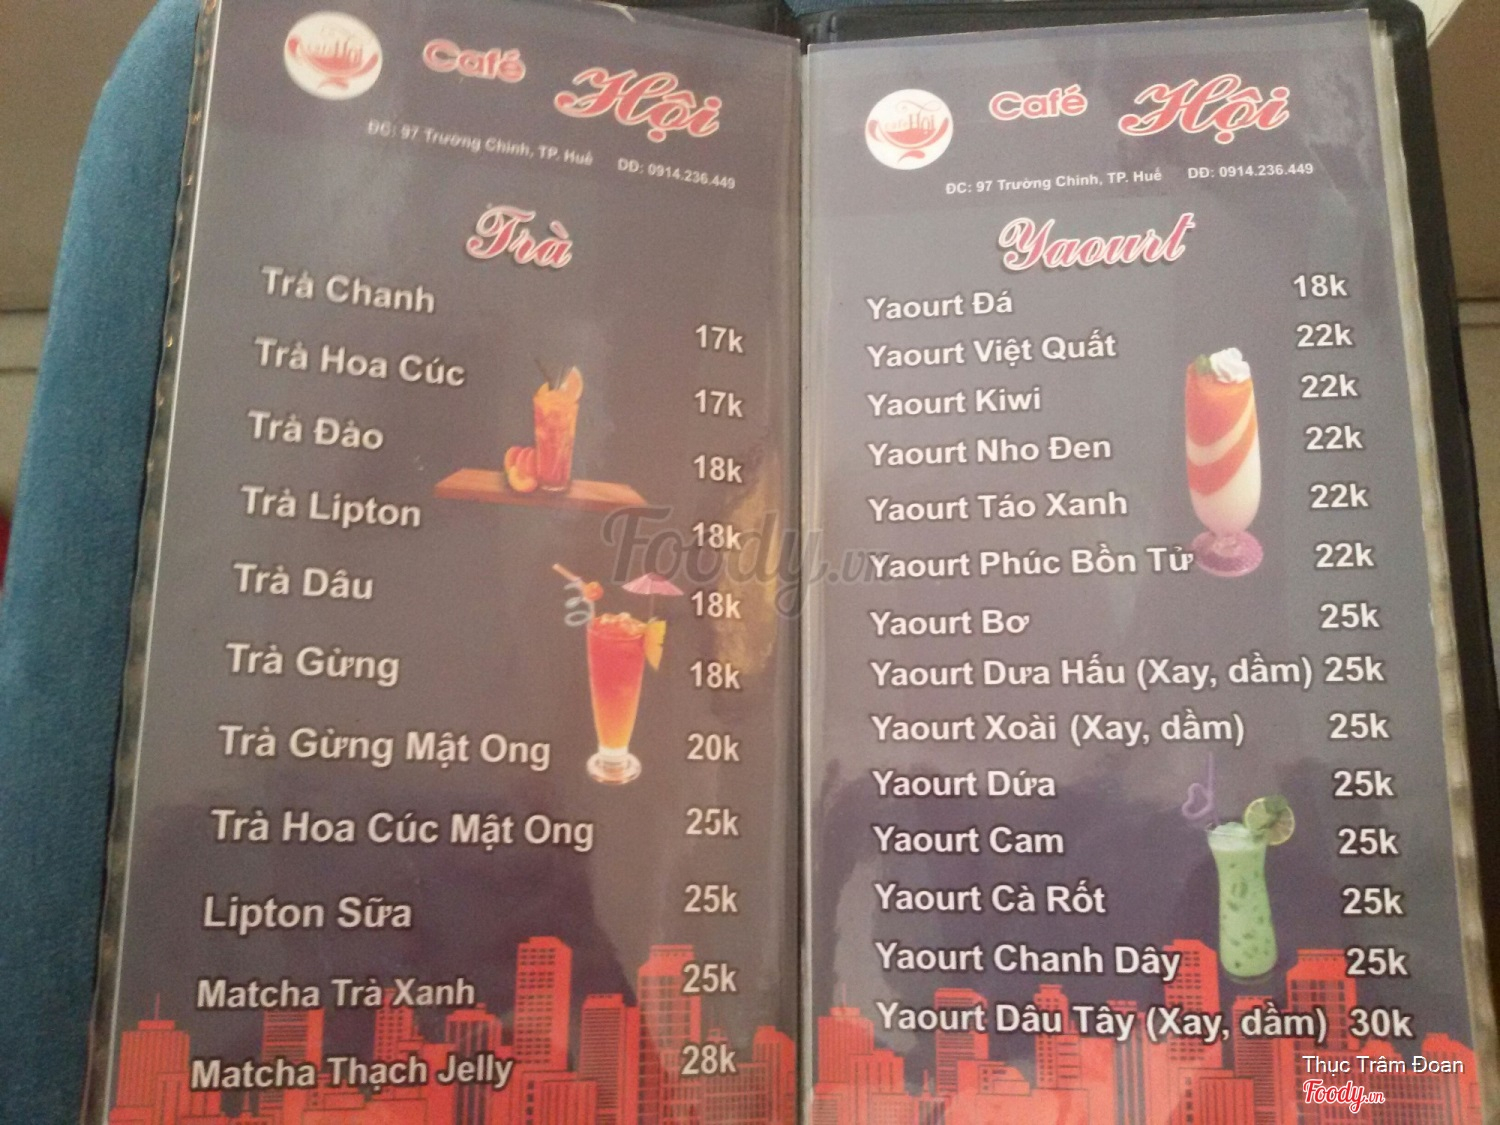 Café Hội
ĐC: 97 Trường Chinh, TP. Huế DĐ: 0914.236.449
Trà
Trà Chanh 17k
Trà Hoa Cúc 17k
Trà Đào 18k
Trà Lipton 18k
Trà Dâu 18k
Trà Gừng 18k
Trà Gừng Mật Ong 20k
Trà Hoa Cúc Mật Ong 25k
Lipton Sữa 25k
Matcha Trà Xanh 25k
Matcha Thạch Jelly 28k
Café Hội
ĐC: 97 Trường Chinh, TP. Huế DĐ: 0914.236.449
Yaourt
Yaourt Đá 18k
Yaourt Việt Quất 22k
Yaourt Kiwi 22k
Yaourt Nho Đen 22k
Yaourt Táo Xanh 22k
Yaourt Phúc Bồn Tử 22k
Yaourt Bơ 25k
Yaourt Dưa Hấu (Xay, dầm) 25k
Yaourt Xoài (Xay, dầm) 25k
Yaourt Dứa 25k
Yaourt Cam 25k
Yaourt Cà Rốt 25k
Yaourt Chanh Dây 25k
Yaourt Dâu Tây (Xay, dầm) 30k
Foody.vn
Thục Trâm Đoan
Foody.vn